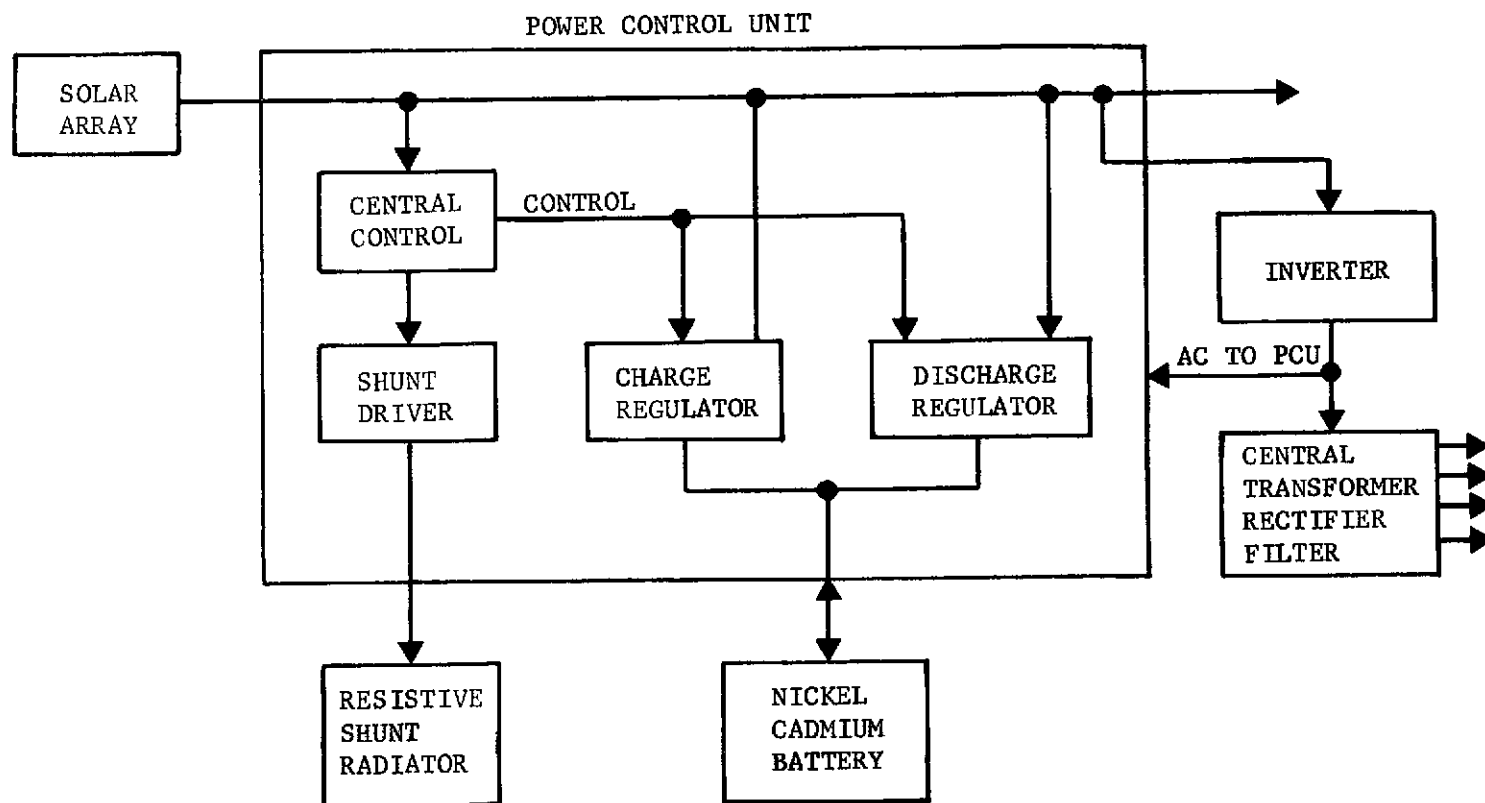 POWER CONTROL UNIT
SOLAR
ARRAY
CENTRAL
CONTROL
CONTROL
INVERTER
AC TO PCU
SHUNT
DRIVER
CHARGE
REGULATOR
DISCHARGE
REGULATOR
CENTRAL
TRANSFORMER
RECTIFIER
FILTER
RESISTIVE
SHUNT
RADIATOR
NICKEL
CADMIUM
BATTERY